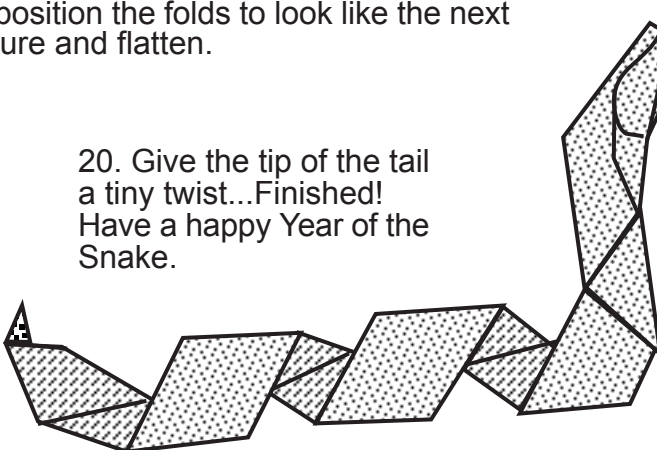 position the folds to look like the next
ure and flatten.
20. Give the tip of the tail
a tiny twist...Finished!
Have a happy Year of the
Snake.